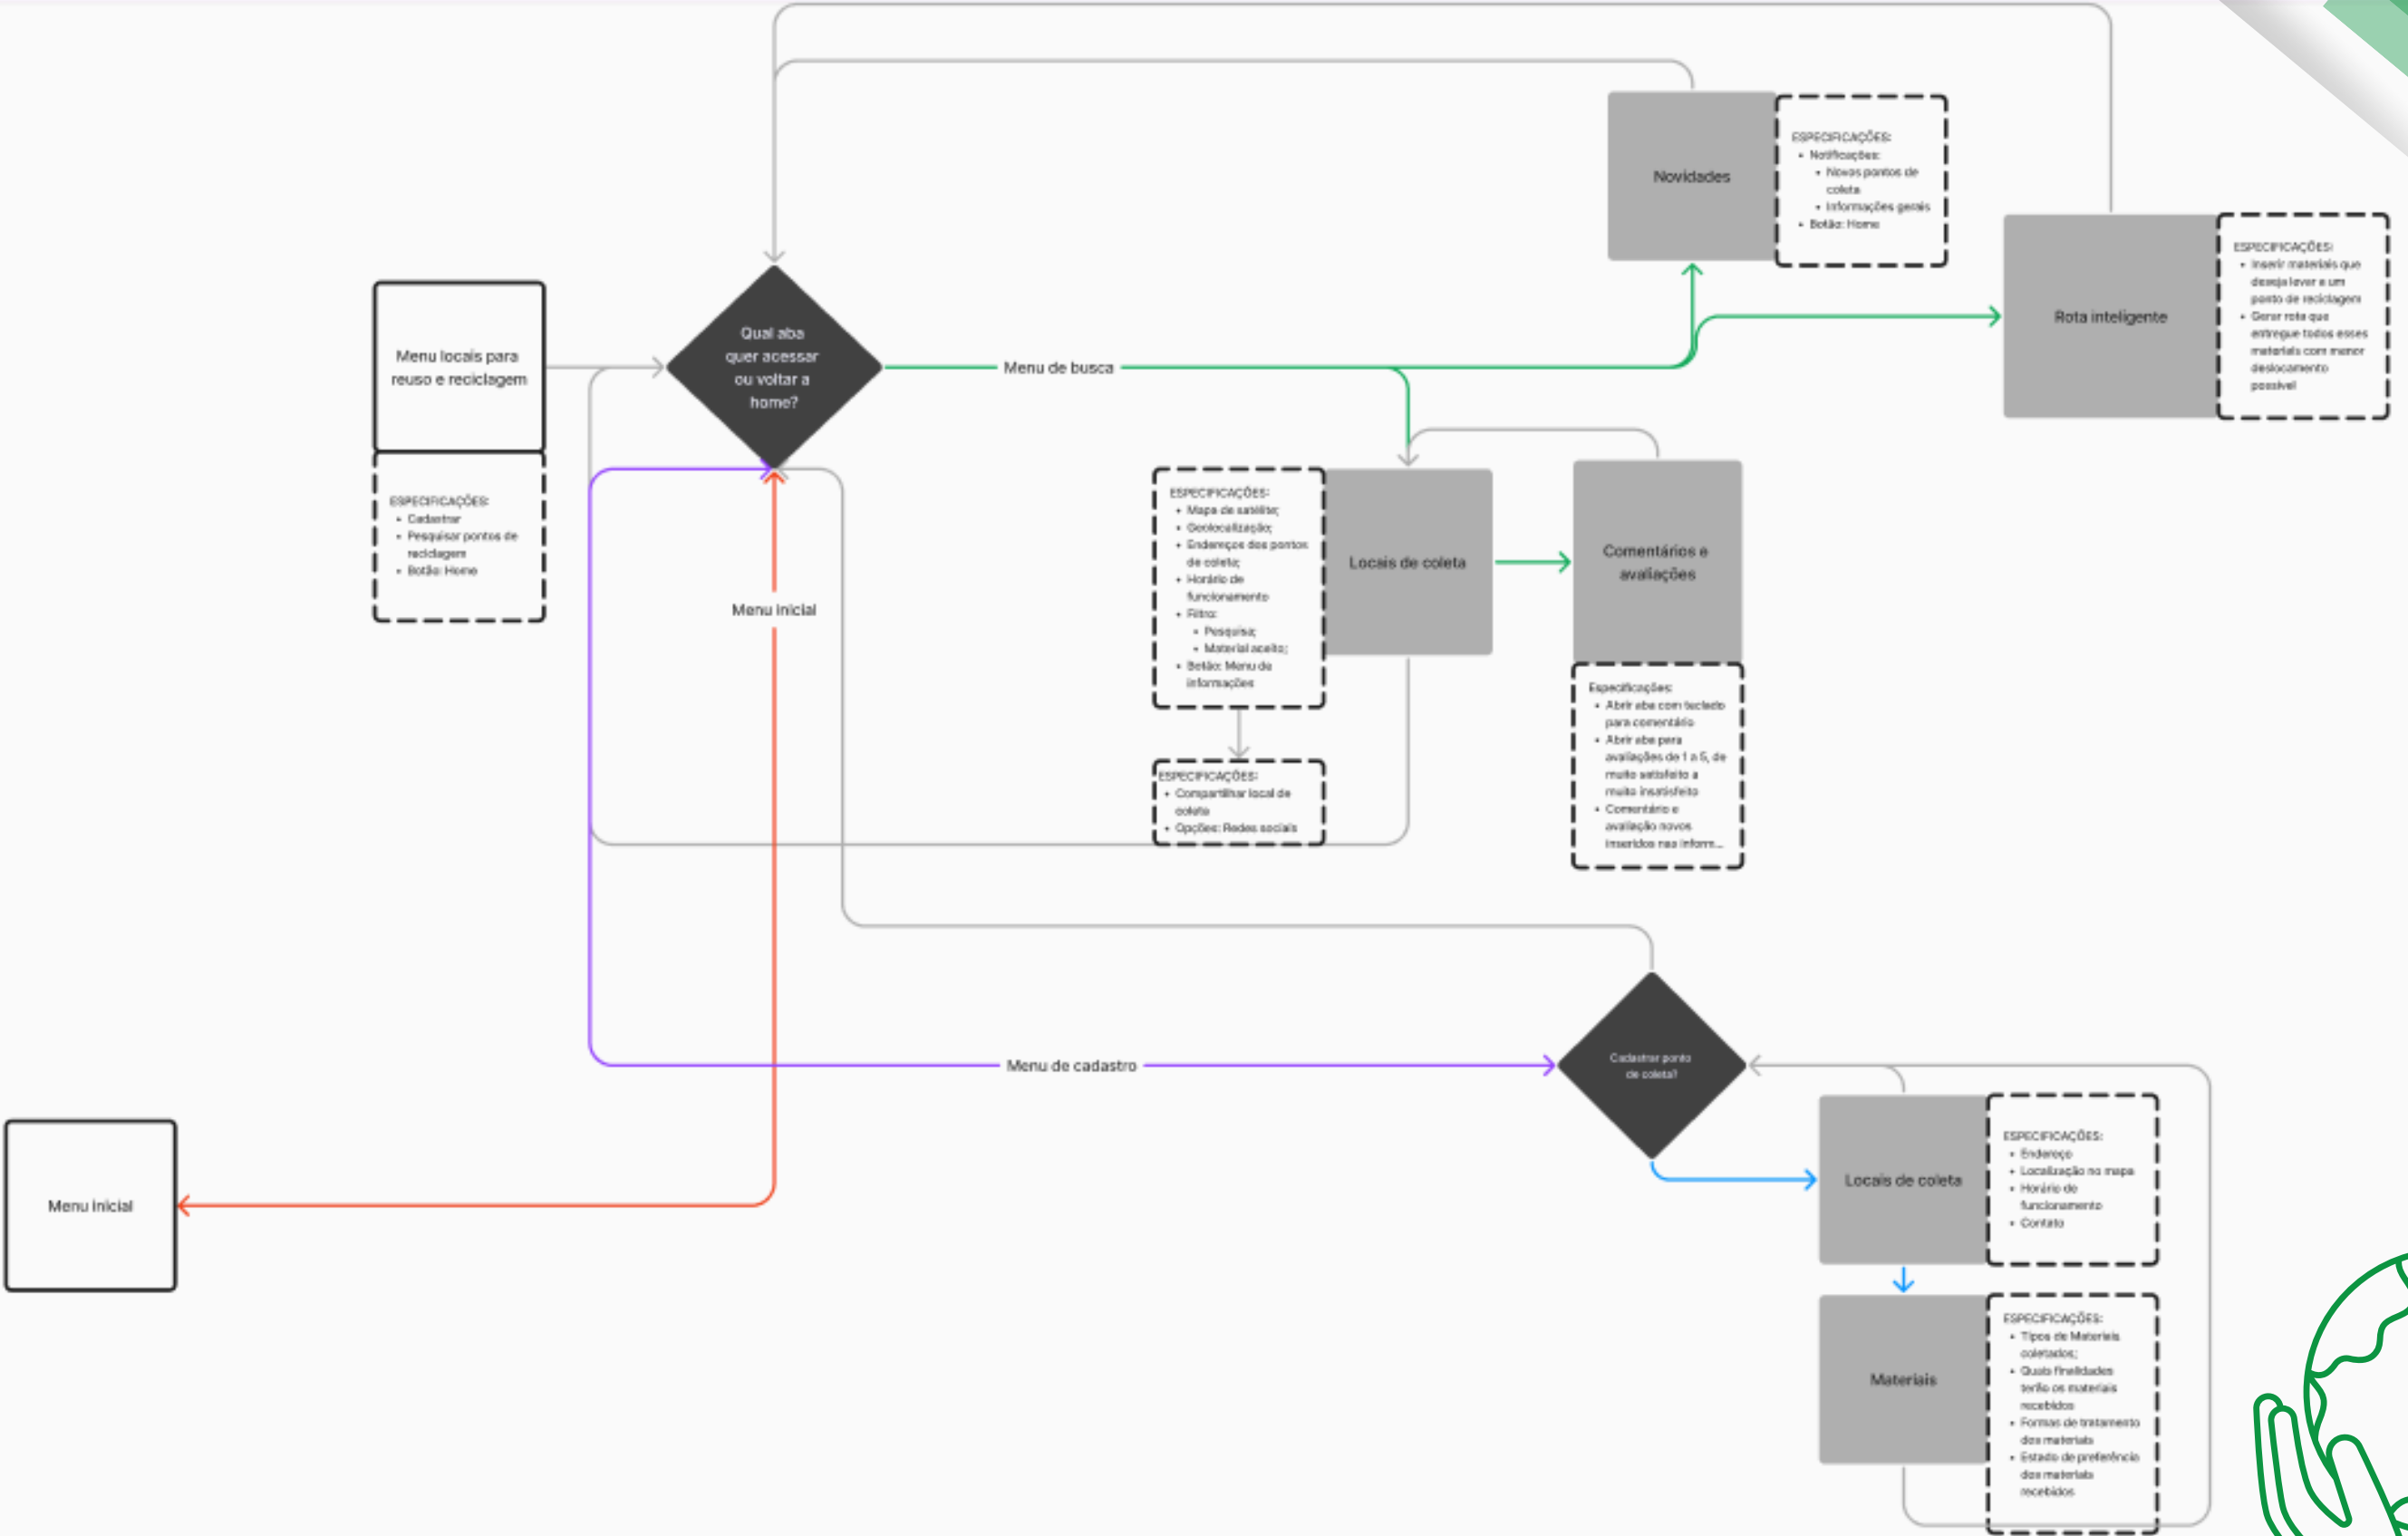 Novidades
ESPECIFICAÇÕES:
• Notificações:
• Novos pontos de
coleta
• Informações gerais
• Botão: Home
Rota inteligente
ESPECIFICAÇÕES:
• Inserir materiais que
deseja levar a um
ponto de reciclagem
• Gerar rota que
entregue todos esses
materiais com menor
deslocamento
possível
Menu locais para
reuso e reciclagem
ESPECIFICAÇÕES:
• Cadastrar
• Pesquisar pontos de
reciclagem
• Botão: Home
Qual aba
quer acessar
ou voltar a
home?
Menu de busca
Menu inicial
ESPECIFICAÇÕES:
• Mapa de satélite;
• Geolocalização;
• Endereços dos pontos
de coleta;
• Horário de
funcionamento
• Filtro:
• Pesquisa;
• Material aceito;
• Botão: Menu de
informações
Locais de coleta
ESPECIFICAÇÕES:
• Compartilhar local de
coleta
• Opções: Redes sociais
Comentários e
avaliações
Especificações:
• Abrir aba com teclado
para comentário
• Abrir aba para
avaliações de 1 a 5, de
muito satisfeito a
muito insatisfeito
• Comentário e
avaliação novos
inseridos nas inform...
Menu de cadastro
Cadastrar ponto
de coleta?
Menu inicial
Locais de coleta
ESPECIFICAÇÕES:
• Endereço
• Localização no mapa
• Horário de
funcionamento
• Contato
Materiais
ESPECIFICAÇÕES:
• Tipos de Materiais
coletados;
• Quais finalidades
terão os materiais
recebidos
• Formas de tratamento
dos materiais
• Estado de preferência
dos materiais
recebidos